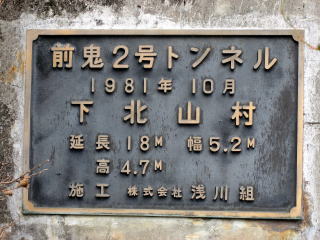 前鬼2号トンネル
1981年 10月
下北山村
延長 18M 幅 5.2M
高 4.7M
施工 株式会社 浅川組